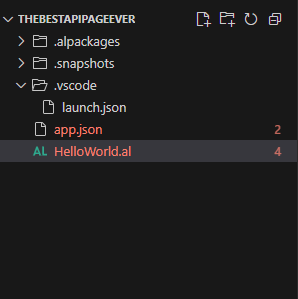 THEBESTAPIPAGEEVER
.alpackages
.snapshots
.vscode
launch.json
app.json 2
AL HelloWorld.al 4